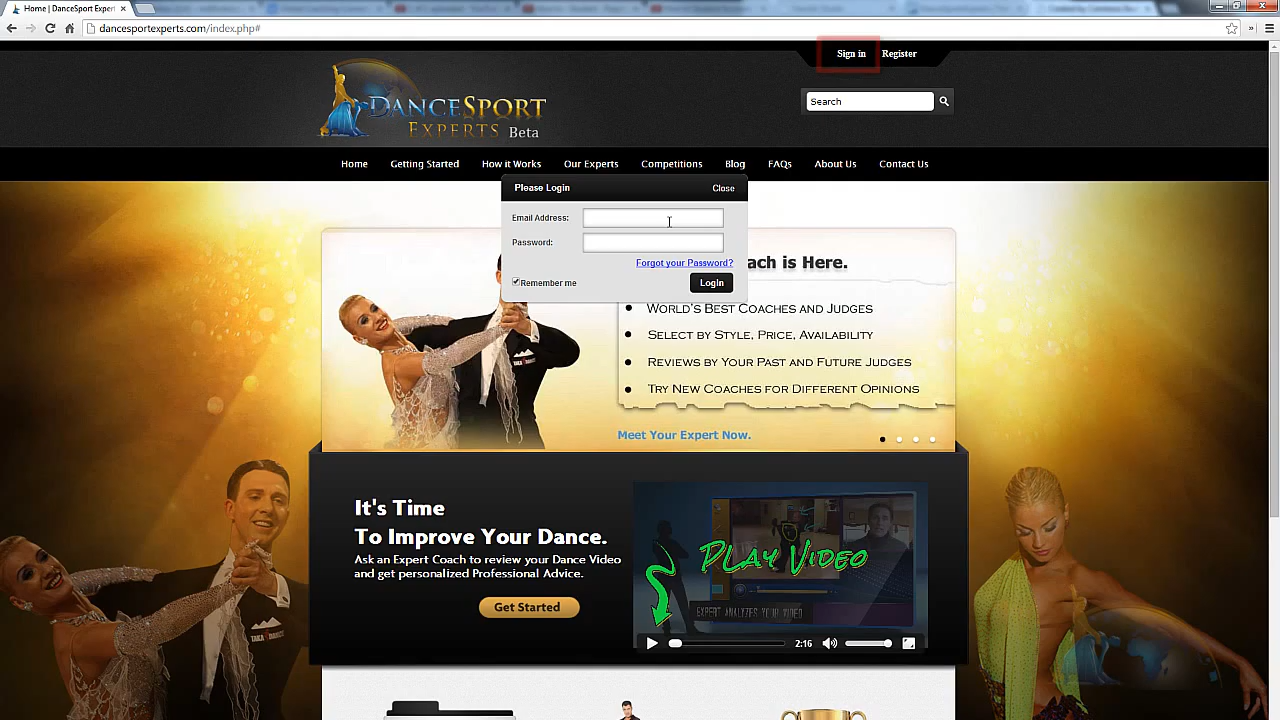 Home | DanceSport Exper
dancesportexperts.com/index.php#
Sign in
Register
DANCESPORT
EXPERTS Beta
Search
Home
Getting Started
How it Works
Our Experts
Competitions
Blog
FAQs
About Us
Contact Us
Please Login
Close
Email Address:
Password:
Forgot your Password?
Remember me
Login
ach is Here.
WORLD'S BEST COACHES AND JUDGES
SELECT BY STYLE, PRICE, AVAILABILITY
REVIEWS BY YOUR PAST AND FUTURE JUDGES
TRY NEW COACHES FOR DIFFERENT OPINIONS
Meet Your Expert Now.
It's Time
To Improve Your Dance.
Ask an Expert Coach to review your Dance Video
and get personalized Professional Advice.
Get Started
PLAY VIDEO
EXPERT ANALIZES YOUR VIDEO
2:16